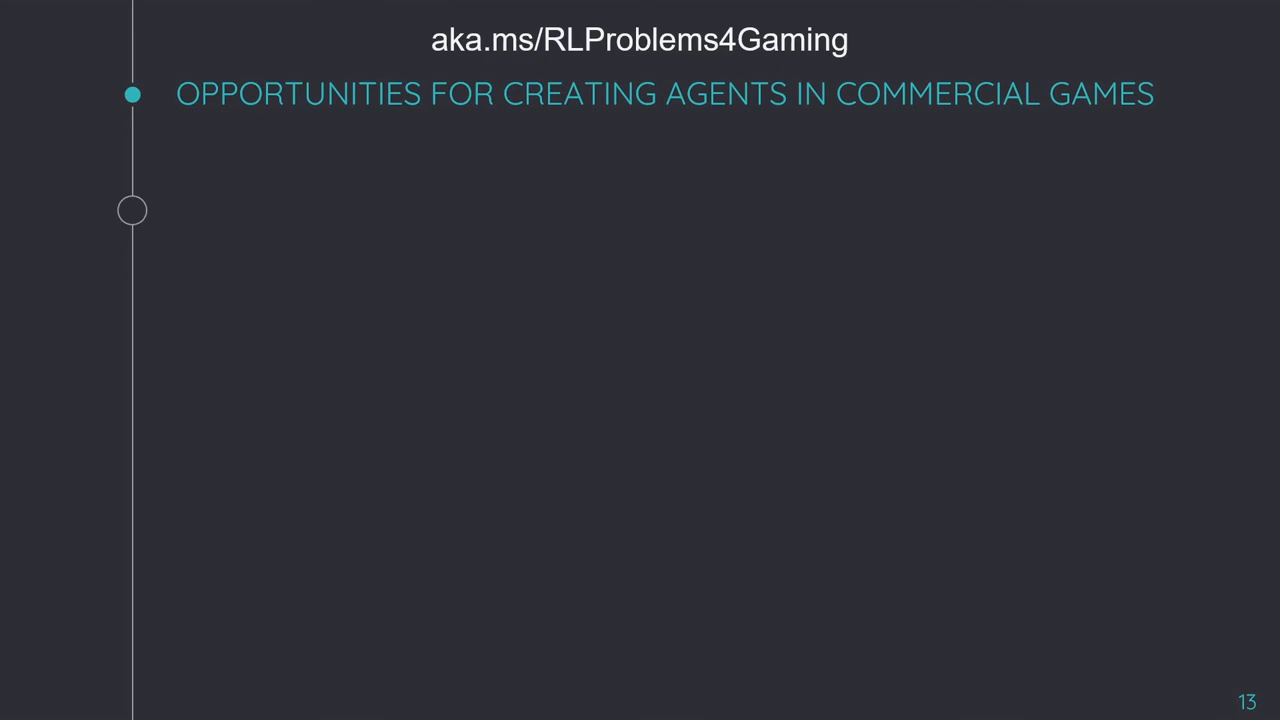 aka.ms/RLProblems4Gaming
OPPORTUNITIES FOR CREATING AGENTS IN COMMERCIAL GAMES
13